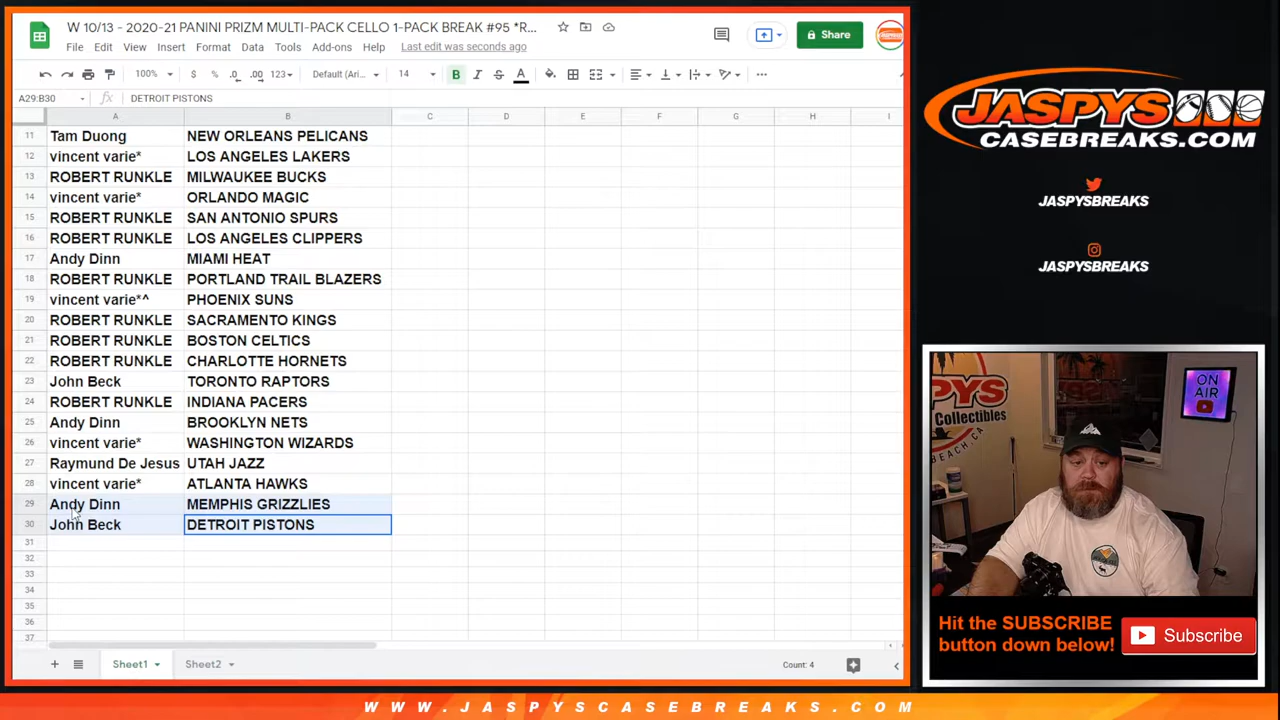 W 10/13 - 2020-21 PANINI PRIZM MULTI-PACK CELLO 1-PACK BREAK #95 *R...
File Edit View Insert Format Data Tools Add-ons Help Last edit was seconds ago
Share
100% $ % .0 .00 123 Default (Ari... 14 B I S A
A29:B30 fx DETROIT PISTONS
A B C D E F G H I
11 Tam Duong NEW ORLEANS PELICANS
12 vincent varie* LOS ANGELES LAKERS
13 ROBERT RUNKLE MILWAUKEE BUCKS
14 vincent varie* ORLANDO MAGIC
15 ROBERT RUNKLE SAN ANTONIO SPURS
16 ROBERT RUNKLE LOS ANGELES CLIPPERS
17 Andy Dinn MIAMI HEAT
18 ROBERT RUNKLE PORTLAND TRAIL BLAZERS
19 vincent varie*^ PHOENIX SUNS
20 ROBERT RUNKLE SACRAMENTO KINGS
21 ROBERT RUNKLE BOSTON CELTICS
22 ROBERT RUNKLE CHARLOTTE HORNETS
23 John Beck TORONTO RAPTORS
24 ROBERT RUNKLE INDIANA PACERS
25 Andy Dinn BROOKLYN NETS
26 vincent varie* WASHINGTON WIZARDS
27 Raymund De Jesus UTAH JAZZ
28 vincent varie* ATLANTA HAWKS
29 Andy Dinn MEMPHIS GRIZZLIES
30 John Beck DETROIT PISTONS
31
32
33
34
35
36
37
Sheet1 Sheet2 Count: 4
JASPYS
CASEBREAKS.COM
JASPYSBREAKS
JASPYSBREAKS
ASPYS
Collectibles
BEACH, CA
ON
AIR
Hit the SUBSCRIBE
button down below!
Subscribe
WWW.JASPYSCASEBREAKS.COM